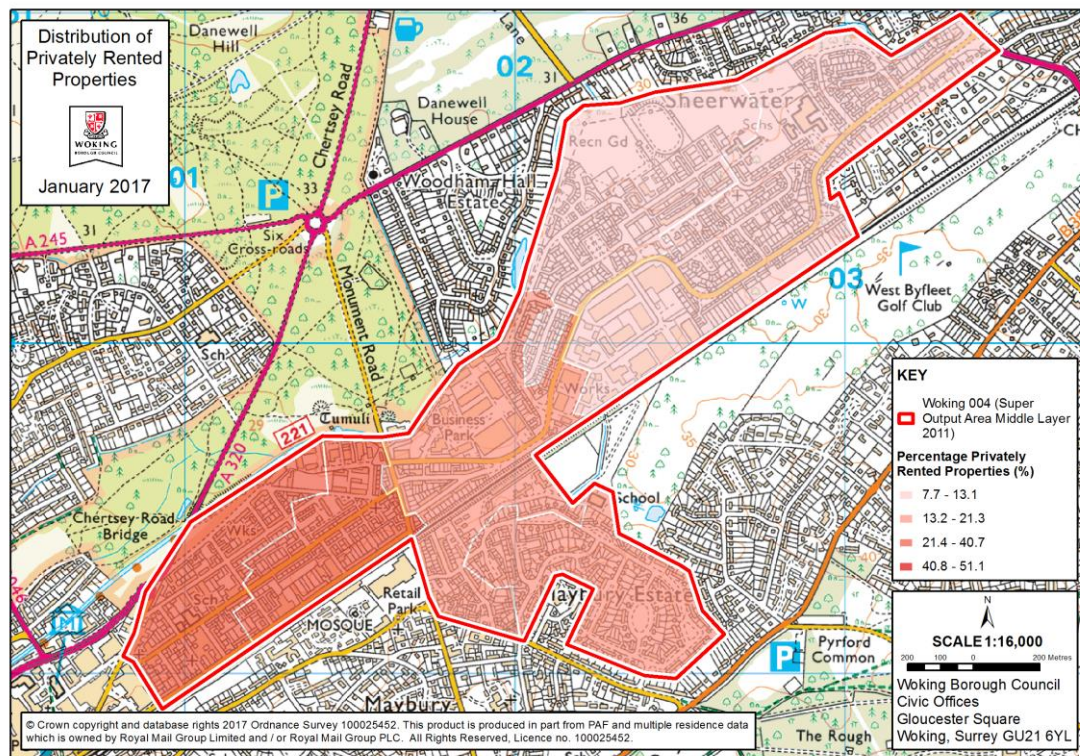 Distribution of
Privately Rented
Properties
WOKING
BOROUGH COUNCIL
January 2017
Danewell
Hill
Chertsey Road
Lane
36
02
31
30
Danewell
House
Sheerwater
Schs
Recn Gd
01
P
33
Woodham Hall
Estate
A 245
31
Six
Cross-roads
Monument Road
03
35
West Byfleet
Golf Club
W
30
Sch
Tumuli
29
221
A 320
Business
Park
Works
35
30
School
Chertsey Road
Bridge
Wks
Sch
Retail
Park
MOSQUE
Maybury Estate
40
M
Maybury
P
Pyrford
Common
The Rough
KEY
Woking 004 (Super
Output Area Middle Layer
2011)
Percentage Privately
Rented Properties (%)
7.7 - 13.1
13.2 - 21.3
21.4 - 40.7
40.8 - 51.1
N
SCALE 1:16,000
200 100 0 200 Metres
Woking Borough Council
Civic Offices
Gloucester Square
Woking, Surrey GU21 6YL
© Crown copyright and database rights 2017 Ordnance Survey 100025452. This product is produced in part from PAF and multiple residence data
which is owned by Royal Mail Group Limited and / or Royal Mail Group PLC. All Rights Reserved, Licence no. 100025452.